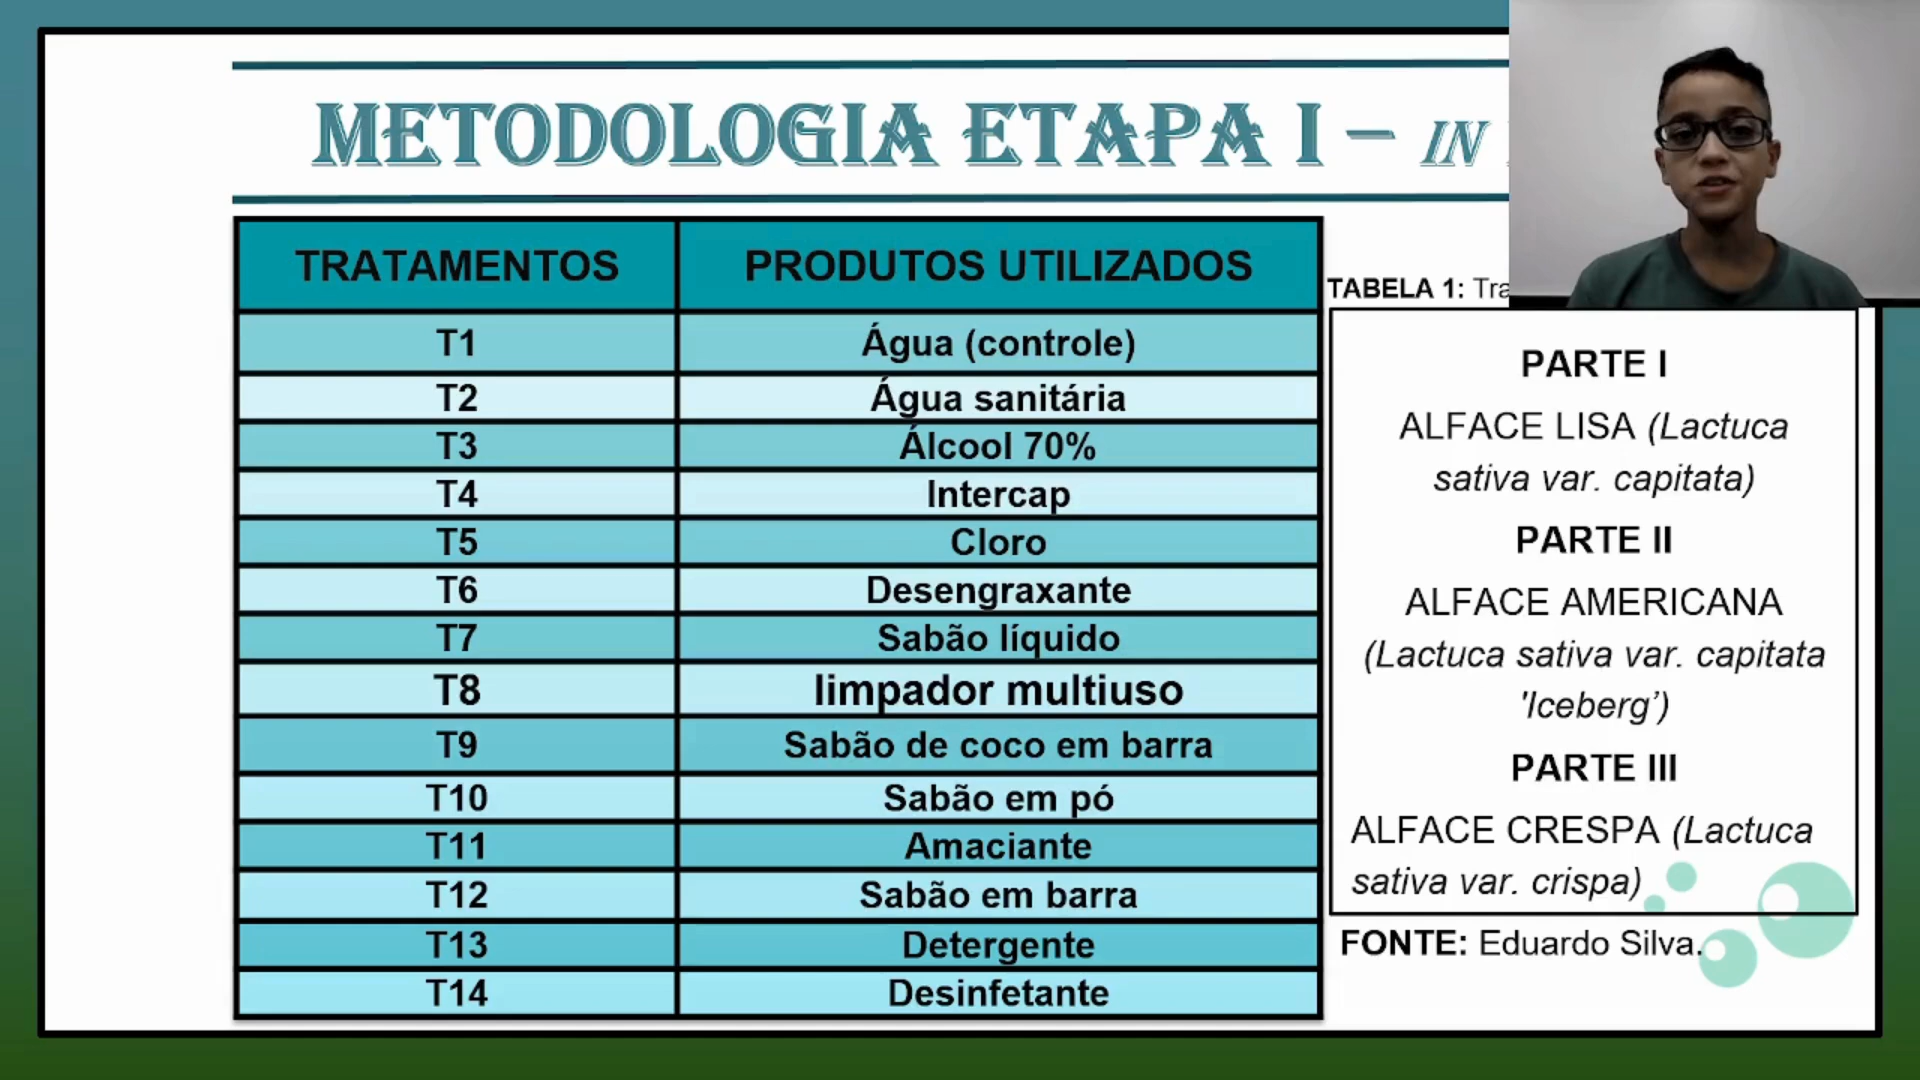 METODOLOGIA ETAPA I – IN
TRATAMENTOS PRODUTOS UTILIZADOS
T1 Água (controle)
T2 Água sanitária
T3 Álcool 70%
T4 Intercap
T5 Cloro
T6 Desengraxante
T7 Sabão líquido
T8 limpador multiuso
T9 Sabão de coco em barra
T10 Sabão em pó
T11 Amaciante
T12 Sabão em barra
T13 Detergente
T14 Desinfetante
TABELA 1:
PARTE I
ALFACE LISA (Lactuca
sativa var. capitata)
PARTE II
ALFACE AMERICANA
(Lactuca sativa var. capitata
'Iceberg’)
PARTE III
ALFACE CRESPA (Lactuca
sativa var. crispa)
FONTE: Eduardo Silva.